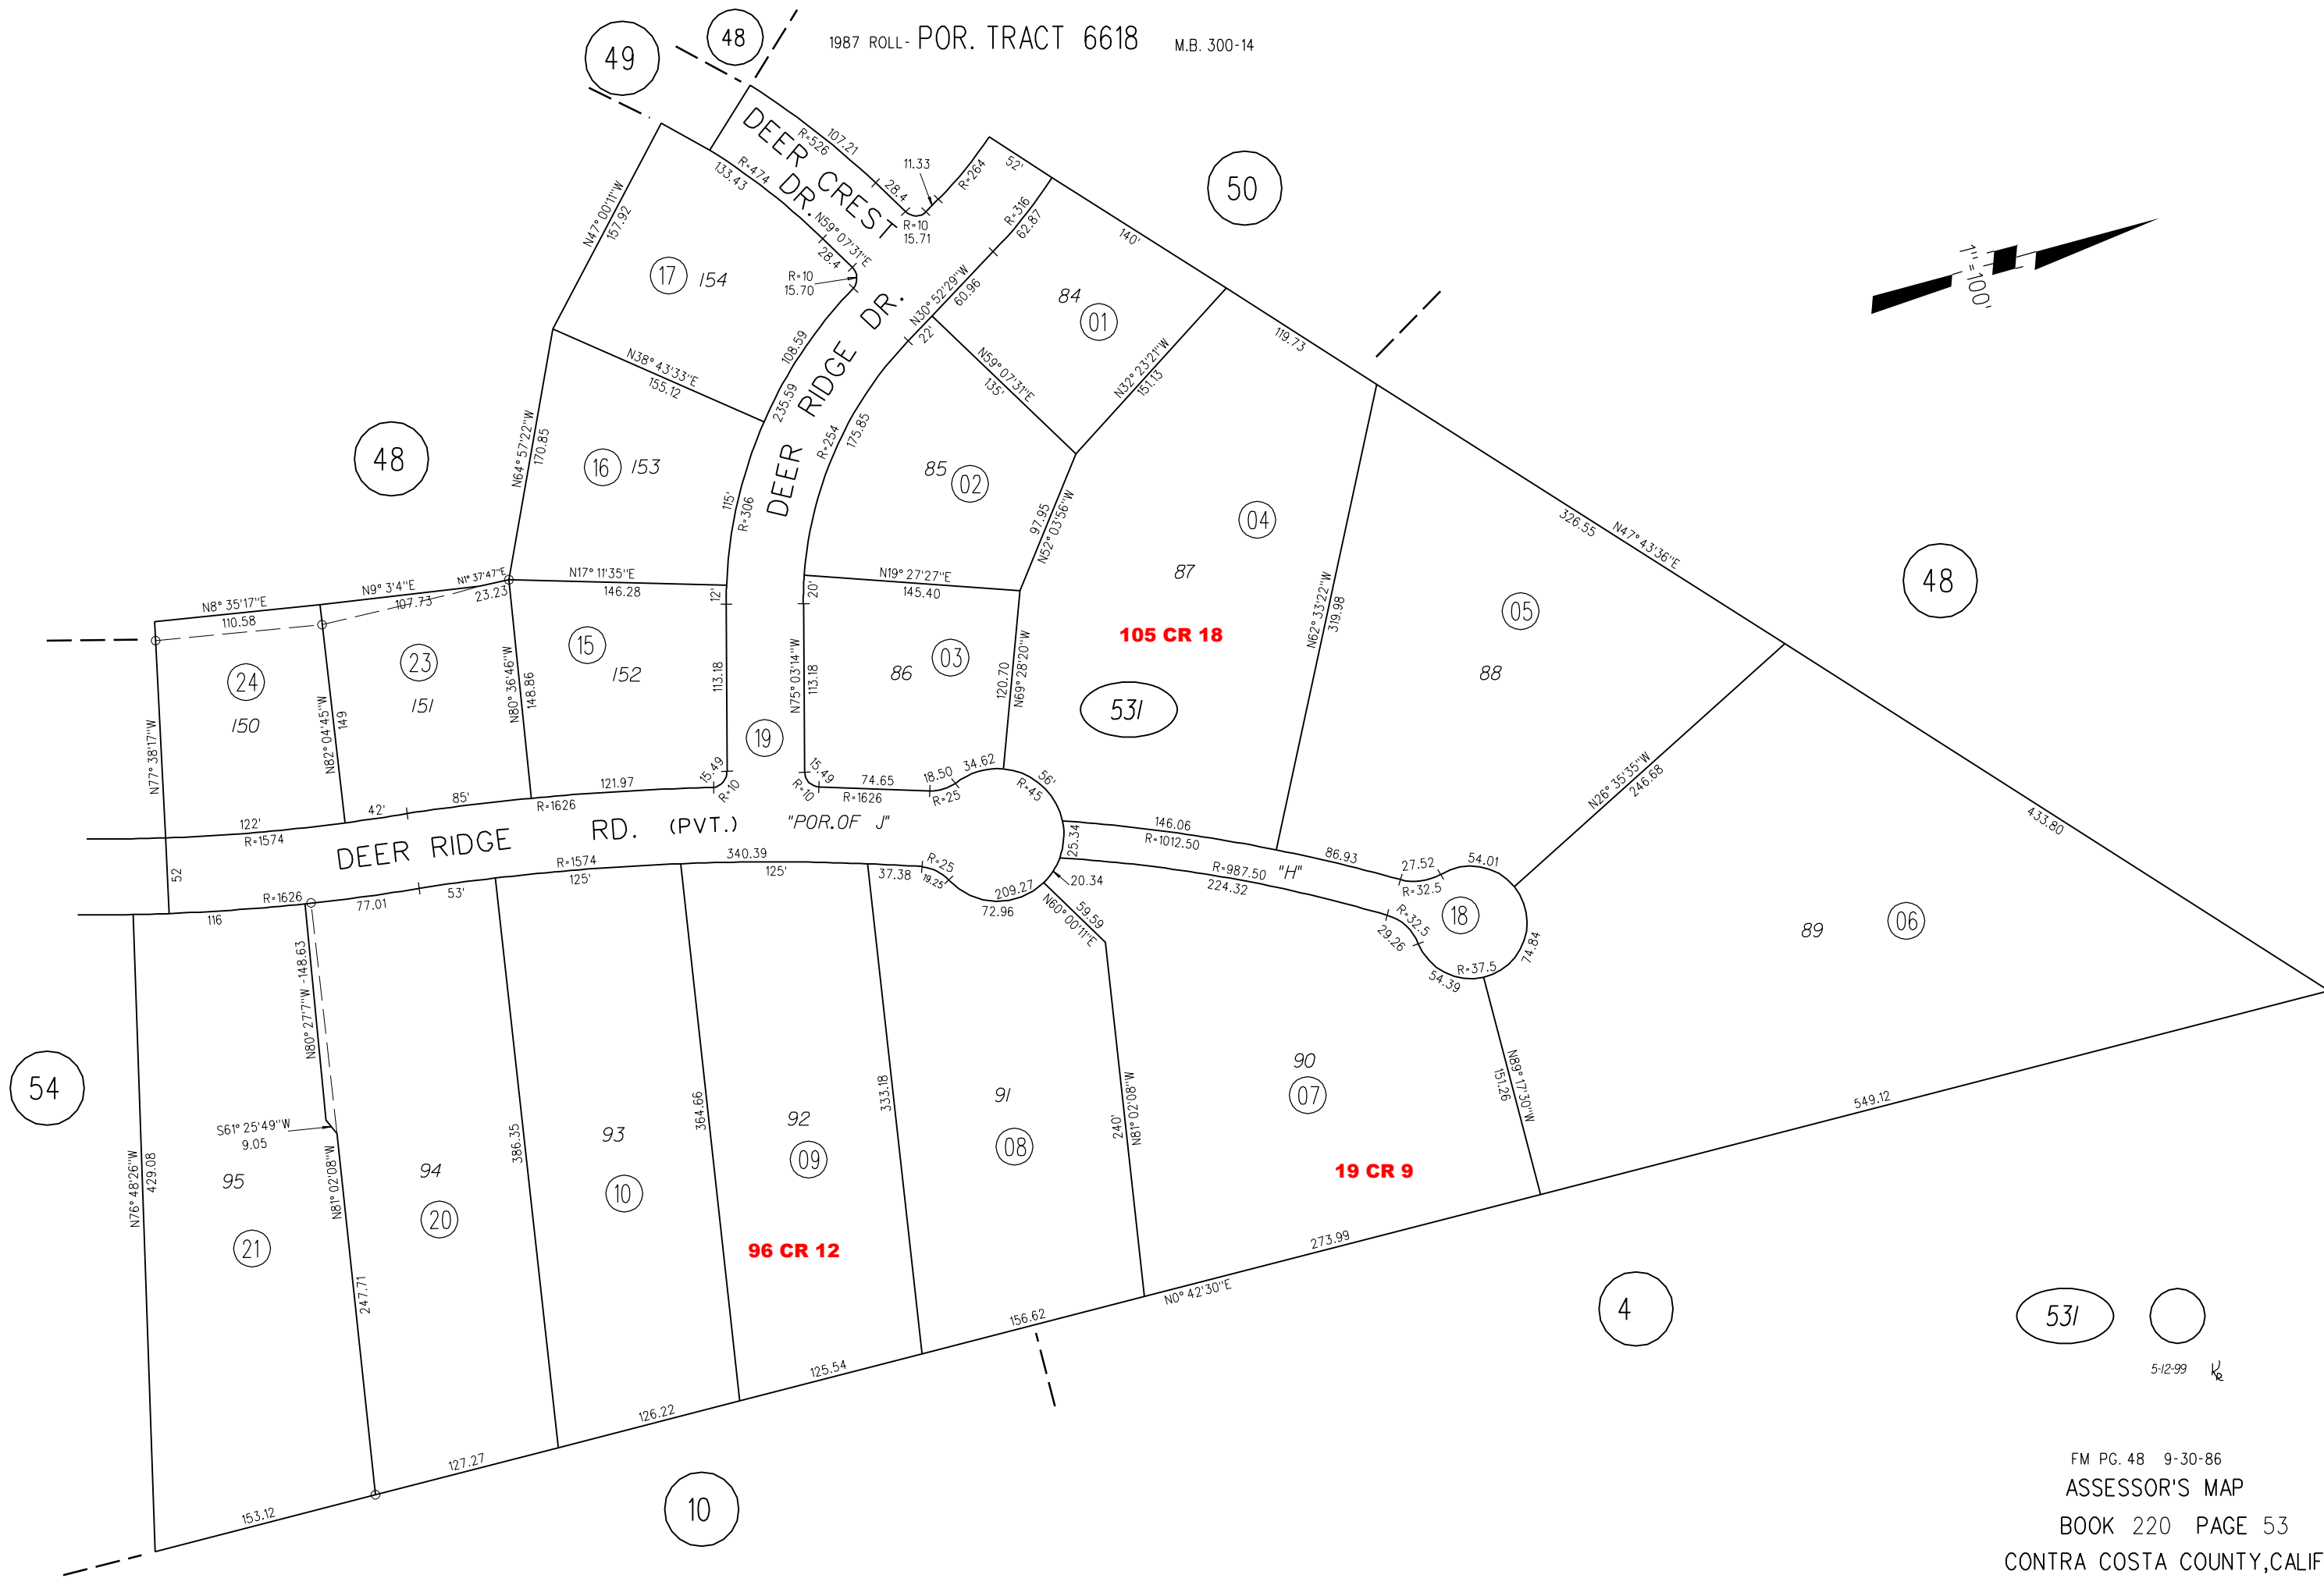 1987 ROLL- POR. TRACT 6618 M.B. 300-14
49
48
50
48
48
54
10
4
1"=100'
DEER CREST
DR.
107.21
R=526
R=474
133.43
28.4
11.33
R=264
52'
R=10
15.71
N59°07'31"E
28.4
R=10
15.70
R=316
62.87
140'
N47°00'11"W
157.92
17 154
84
01
N30°52'29"W
60.96
22'
DEER RIDGE DR.
N59°07'31"E
135'
N32°23'21"W
151.13
119.73
N38°43'33"E
155.12
108.59
235.59
N64°57'22"W
170.85
16 153
115'
R=306
R=254
175.85
85
02
97.95
N52°03'56"W
04
87
326.55
N47°43'36"E
N17°11'35"E
146.28
12'
20'
N19°27'27"E
145.40
N8°35'17"E
110.58
N9°3'4"E
107.73
N1°37'47"E
23.23
N62°33'22"W
319.98
05
88
105 CR 18
531
24
150
23
151
15
152
N77°38'17"W
N82°04'45"W
149
N80°36'46"W
148.86
113.18
N75°03'14"W
113.18
86
03
120.70
N69°28'20"W
19
N26°35'35"W
246.68
433.80
122'
R=1574
42'
85'
121.97
R=1626
15.49
R=10
15.49
R=10
74.65
R=1626
18.50
R=25
34.62
56'
R=45
DEER RIDGE RD. (PVT.) "POR.OF J"
52
25.34
146.06
R=1012.50
86.93
27.52
R=32.5
54.01
R=987.50 "H"
224.32
R=1626
116
77.01
53'
R=1574
125'
340.39
125'
37.38
R=25
19.25
209.27
72.96
20.34
59.59
N60°00'11"E
R=32.5
29.26
18
R=37.5
54.39
74.84
89
06
N76°48'26"W
429.08
N80°27'7"W -148.63
S61°25'49"W
9.05
N81°02'08"W
247.71
95
21
94
20
386.35
93
10
364.66
92
09
333.18
91
08
240'
N81°02'08"W
90
07
N89°17'30"W
151.26
19 CR 9
96 CR 12
153.12
127.27
126.22
125.54
156.62
N0°42'30"E
273.99
549.12
531
5-12-99
FM PG. 48 9-30-86
ASSESSOR'S MAP
BOOK 220 PAGE 53
CONTRA COSTA COUNTY,CALIF